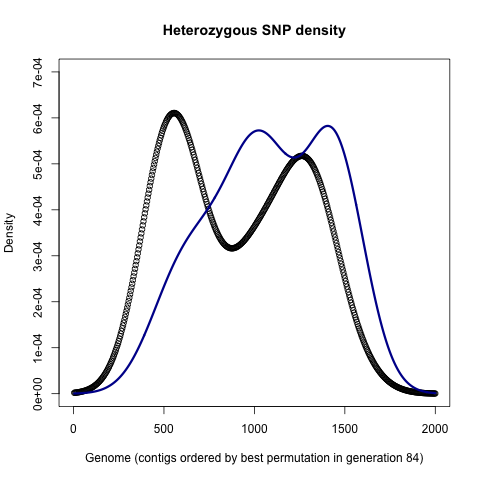 Heterozygous SNP density
7e-04
6e-04
5e-04
4e-04
3e-04
2e-04
1e-04
0e+00
Density
0 500 1000 1500 2000
Genome (contigs ordered by best permutation in generation 84)